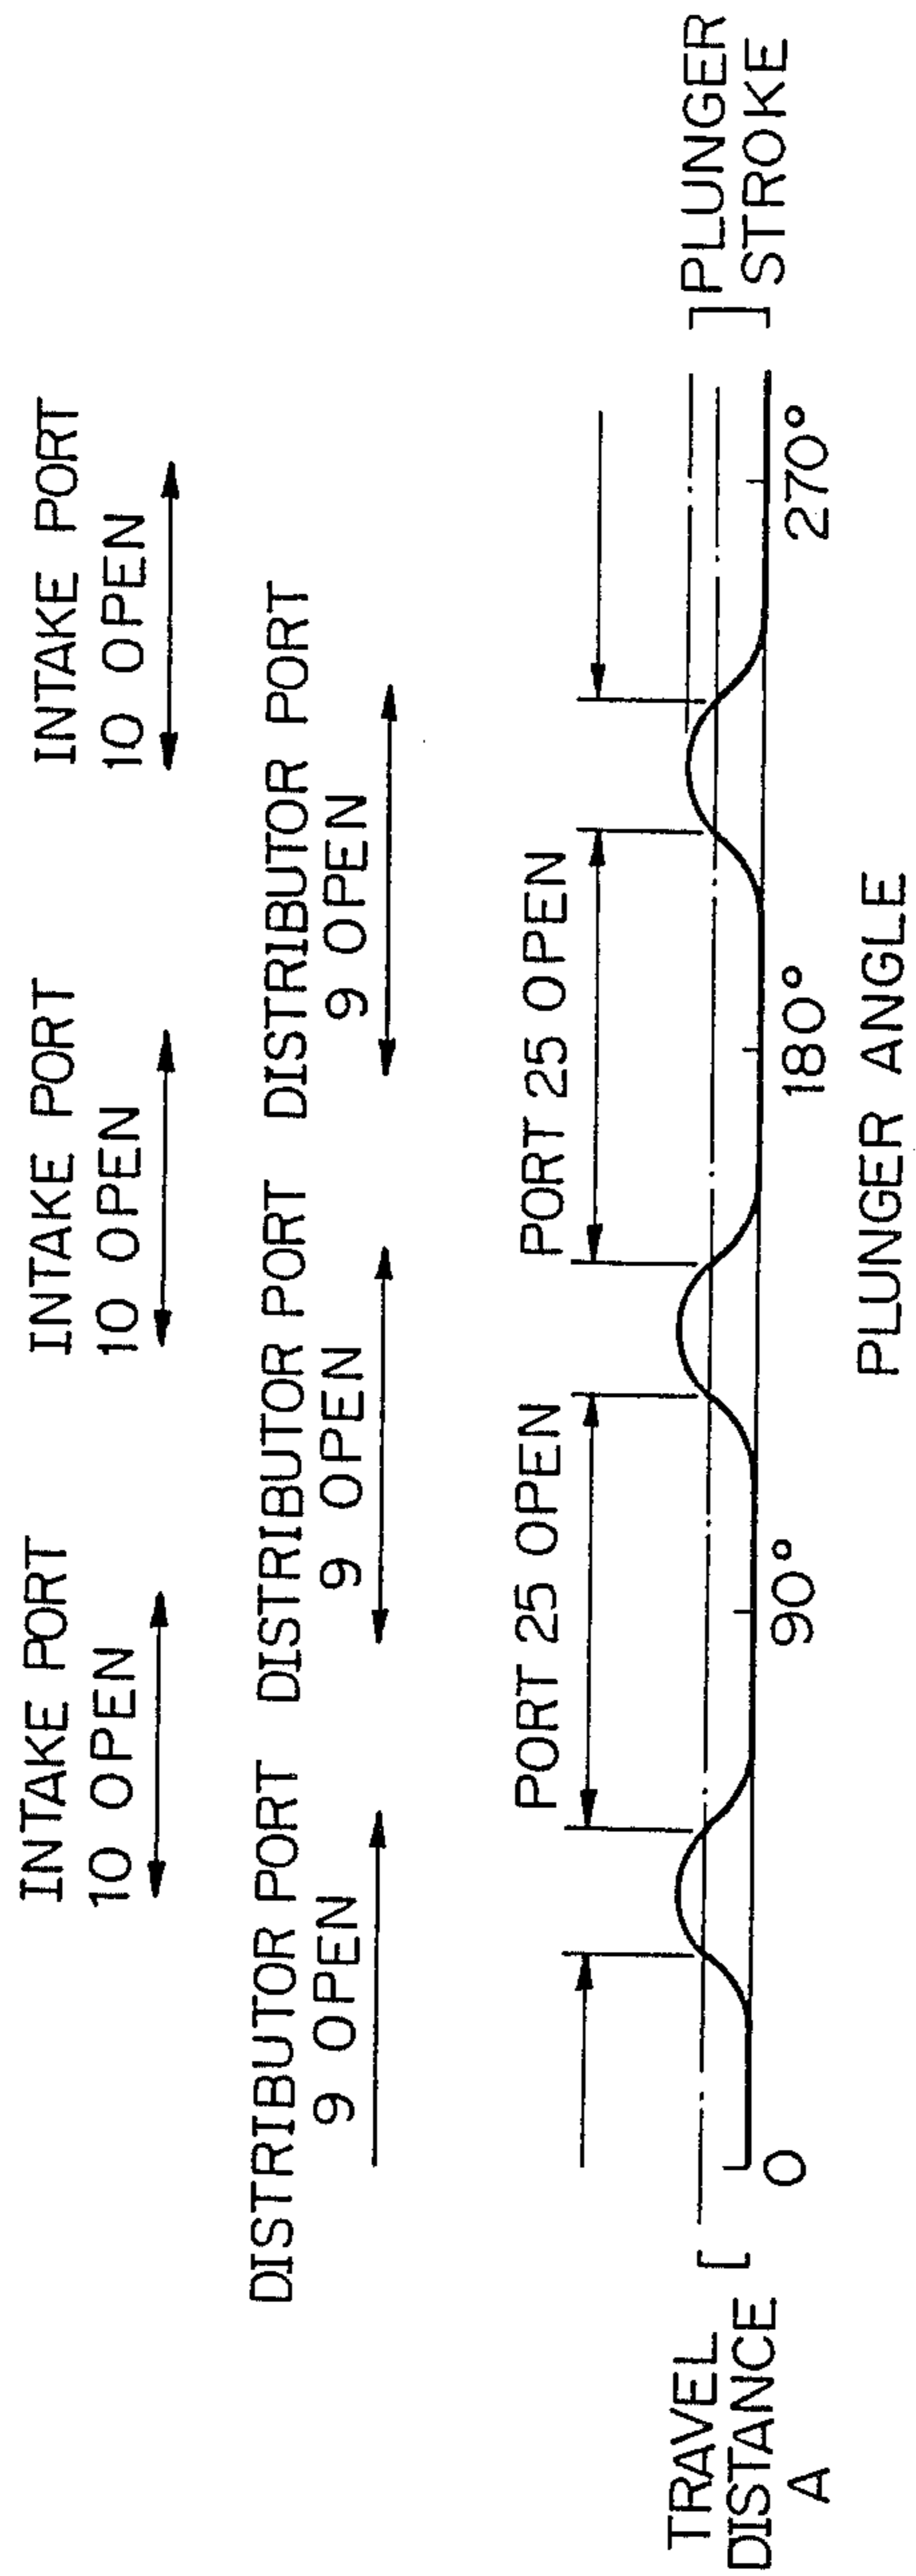 INTAKE PORT
10 OPEN
INTAKE PORT
10 OPEN
INTAKE PORT
10 OPEN
DISTRIBUTOR PORT
9 OPEN
DISTRIBUTOR PORT
9 OPEN
DISTRIBUTOR PORT
9 OPEN
PORT 25 OPEN
PORT 25 OPEN
TRAVEL
DISTANCE
A
PLUNGER
STROKE
0
90°
180°
270°
PLUNGER ANGLE